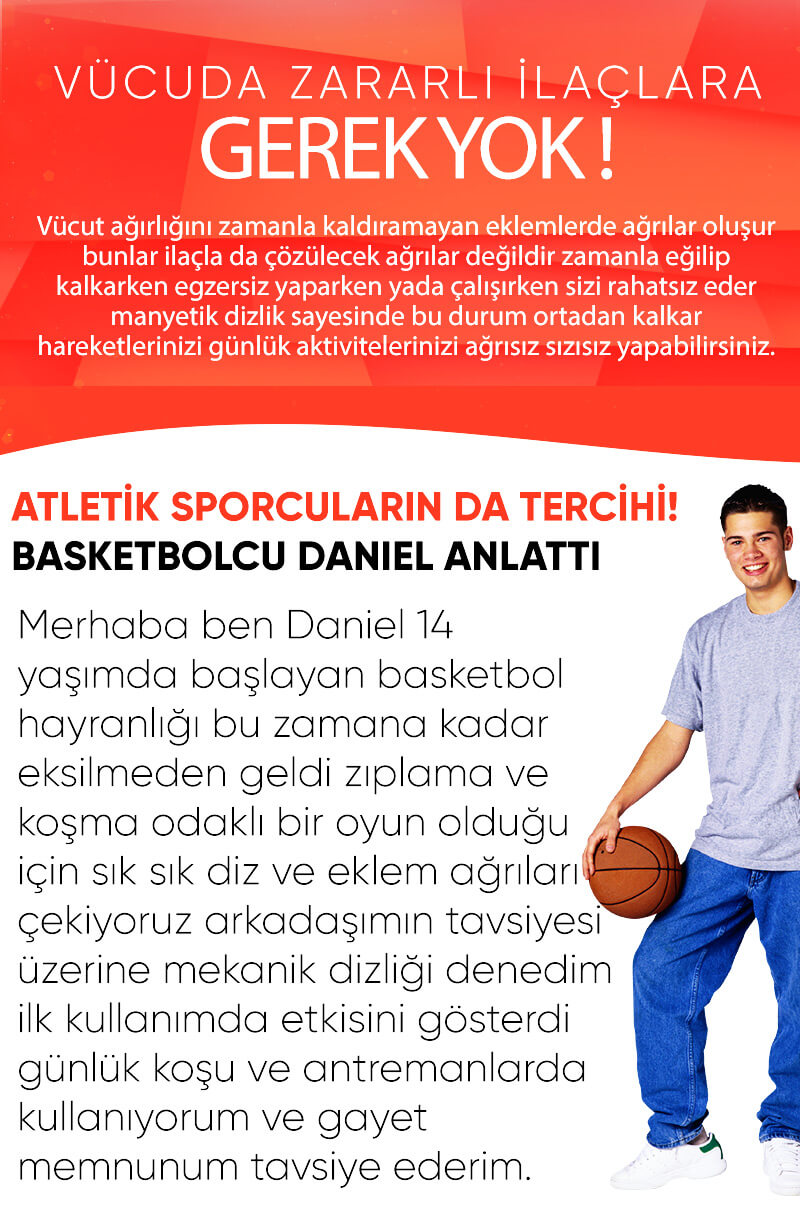 VÜCUDA ZARARLI İLAÇLARA
GEREK YOK !
Vücut ağırlığını zamanla kaldıramayan eklemlerde ağrılar oluşur
bunlar ilaçla da çözülecek ağrılar değildir zamanla eğilip
kalkarken egzersiz yaparken yada çalışırken sizi rahatsız eder
manyetik dizlik sayesinde bu durum ortadan kalkar
hareketlerinizi günlük aktivitelerinizi ağrısız sızısız yapabilirsiniz.
ATLETİK SPORCULARIN DA TERCİHİ!
BASKETBOLCU DANIEL ANLATTI
Merhaba ben Daniel 14
yaşımda başlayan basketbol
hayranlığı bu zamana kadar
eksilmeden geldi zıplama ve
koşma odaklı bir oyun olduğu
için sık sık diz ve eklem ağrıları
çekiyoruz arkadaşımın tavsiyesi
üzerine mekanik dizliği denedim
ilk kullanımda etkisini gösterdi
günlük koşu ve antremanlarda
kullanıyorum ve gayet
memnunum tavsiye ederim.